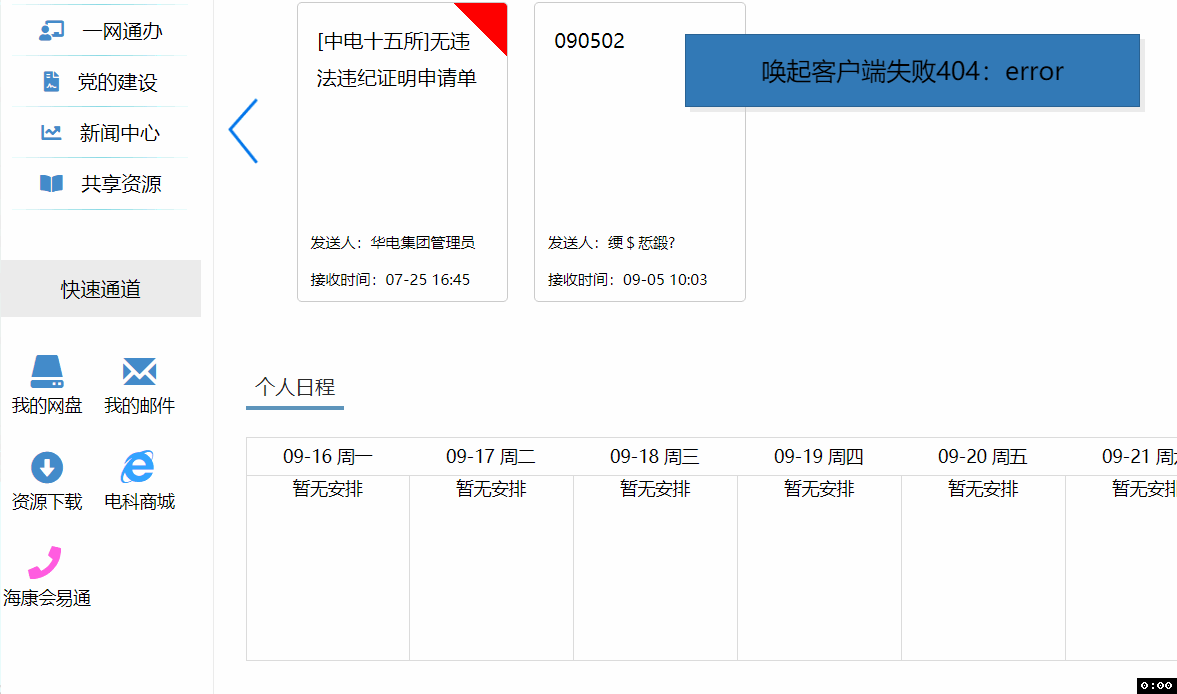 一网通办
党的建设
新闻中心
共享资源
快速通道
我的网盘
我的邮件
资源下载
电科商城
海康会易通
[中电十五所]无违
法违纪证明申请单
发送人：华电集团管理员
接收时间：07-25 16:45
090502
发送人：绠＄悊鍛?
接收时间：09-05 10:03
唤起客户端失败404：error
个人日程
09-16 周一
09-17 周二
09-18 周三
09-19 周四
09-20 周五
09-21 周
暂无安排
暂无安排
暂无安排
暂无安排
暂无安排
暂无安排
0:00